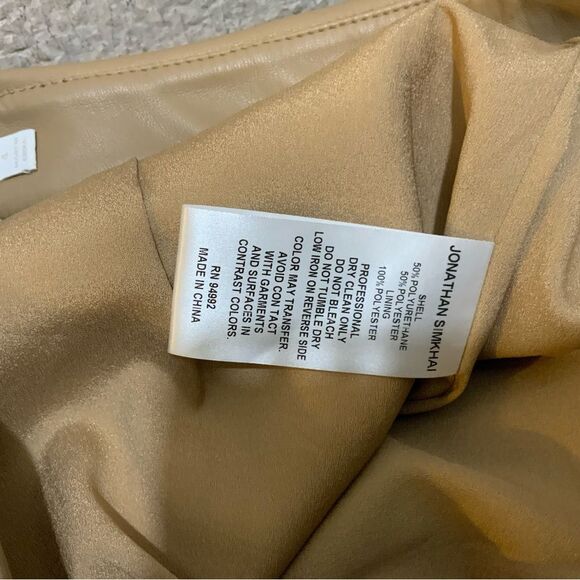 JONATHAN SIMKHAI
SHELL
50% POLYURETHANE
50% POLYESTER
LINING
100% POLYESTER
PROFESSIONAL
DRY CLEAN ONLY
DO NOT BLEACH
DO NOT TUMBLE DRY
LOW IRON ON REVERSE SIDE
COLOR MAY TRANSFER.
AVOID CON TACT
WITH GARMENTS
AND SURFACES IN
CONTRAST COLORS.
RN 94992
MADE IN CHINA